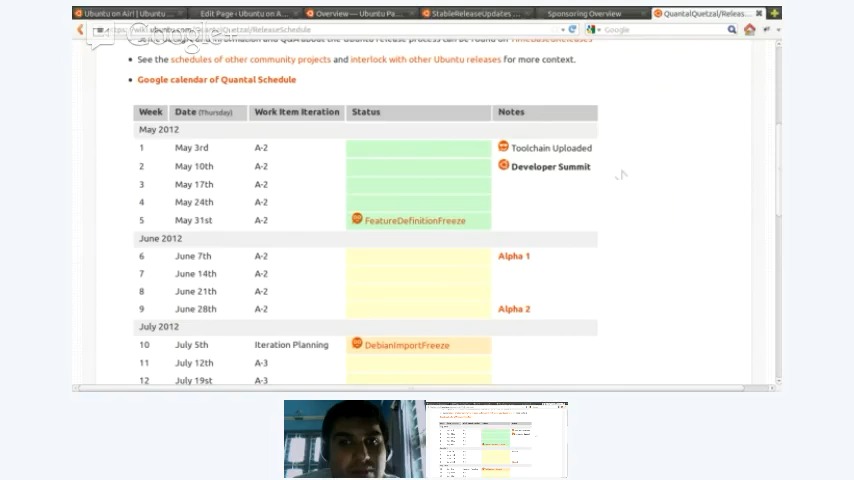 Ubuntu on Air! | Ubuntu
Edit Page ‹ Ubuntu on A...
Overview — Ubuntu Pa...
StableReleaseUpdates ...
Sponsoring Overview
QuantalQuetzal/Releas...
Google
See the schedules of other community projects and interlock with other Ubuntu releases for more context.
Google calendar of Quantal Schedule
Week Date (Thursday) Work Item Iteration Status Notes
May 2012
1 May 3rd A-2 Toolchain Uploaded
2 May 10th A-2 Developer Summit
3 May 17th A-2
4 May 24th A-2
5 May 31st A-2 FeatureDefinitionFreeze
June 2012
6 June 7th A-2 Alpha 1
7 June 14th A-2
8 June 21th A-2
9 June 28th A-2 Alpha 2
July 2012
10 July 5th Iteration Planning DebianImportFreeze
11 July 12th A-3
12 July 19st A-3